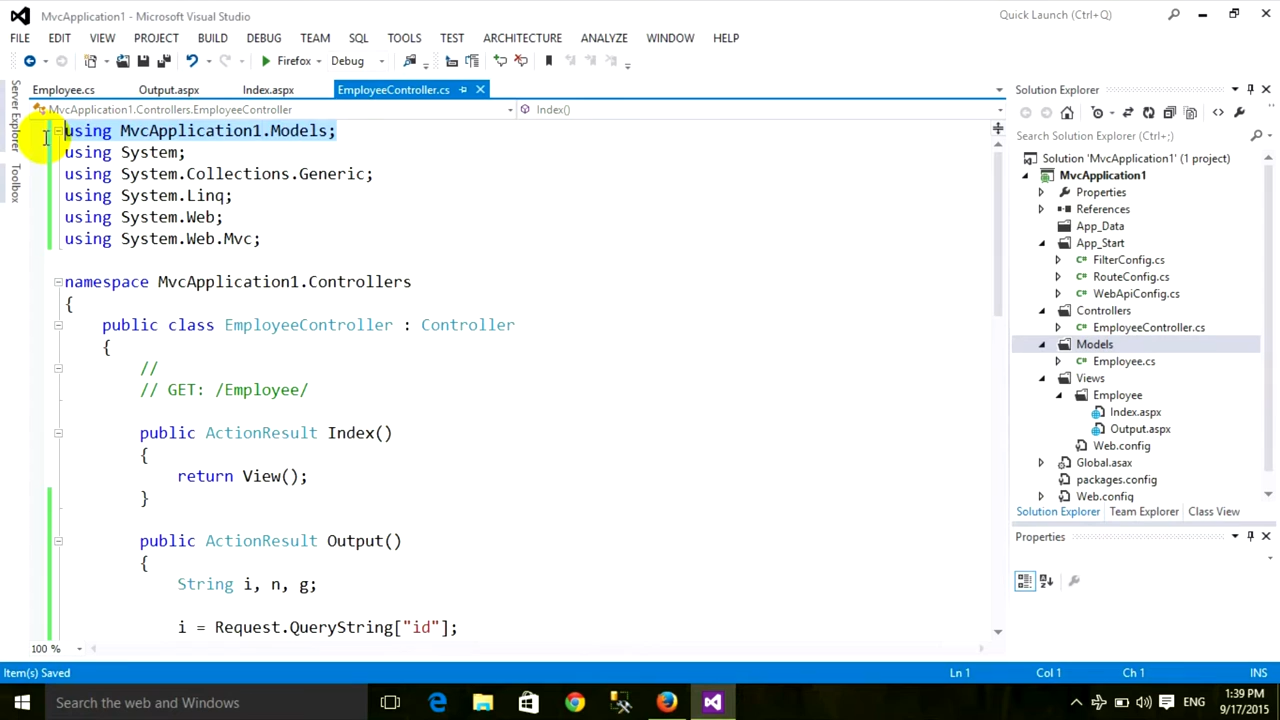 MvcApplication1 - Microsoft Visual Studio
Quick Launch (Ctrl+Q)
FILE EDIT VIEW PROJECT BUILD DEBUG TEAM SQL TOOLS TEST ARCHITECTURE ANALYZE WINDOW HELP
Firefox Debug
Employee.cs Output.aspx Index.aspx EmployeeController.cs
MvcApplication1.Controllers.EmployeeController Index()
using MvcApplication1.Models;
using System;
using System.Collections.Generic;
using System.Linq;
using System.Web;
using System.Web.Mvc;
namespace MvcApplication1.Controllers
{
public class EmployeeController : Controller
{
//
// GET: /Employee/
public ActionResult Index()
{
return View();
}
public ActionResult Output()
{
String i, n, g;
i = Request.QueryString["id"];
100 %
Server Explorer
Toolbox
Solution Explorer
Search Solution Explorer (Ctrl+;)
Solution 'MvcApplication1' (1 project)
MvcApplication1
Properties
References
App_Data
App_Start
FilterConfig.cs
RouteConfig.cs
WebApiConfig.cs
Controllers
EmployeeController.cs
Models
Employee.cs
Views
Employee
Index.aspx
Output.aspx
Web.config
Global.asax
packages.config
Web.config
Solution Explorer Team Explorer Class View
Properties
Item(s) Saved Ln 1 Col 1 Ch 1 INS
Search the web and Windows
ENG
1:39 PM
9/17/2015